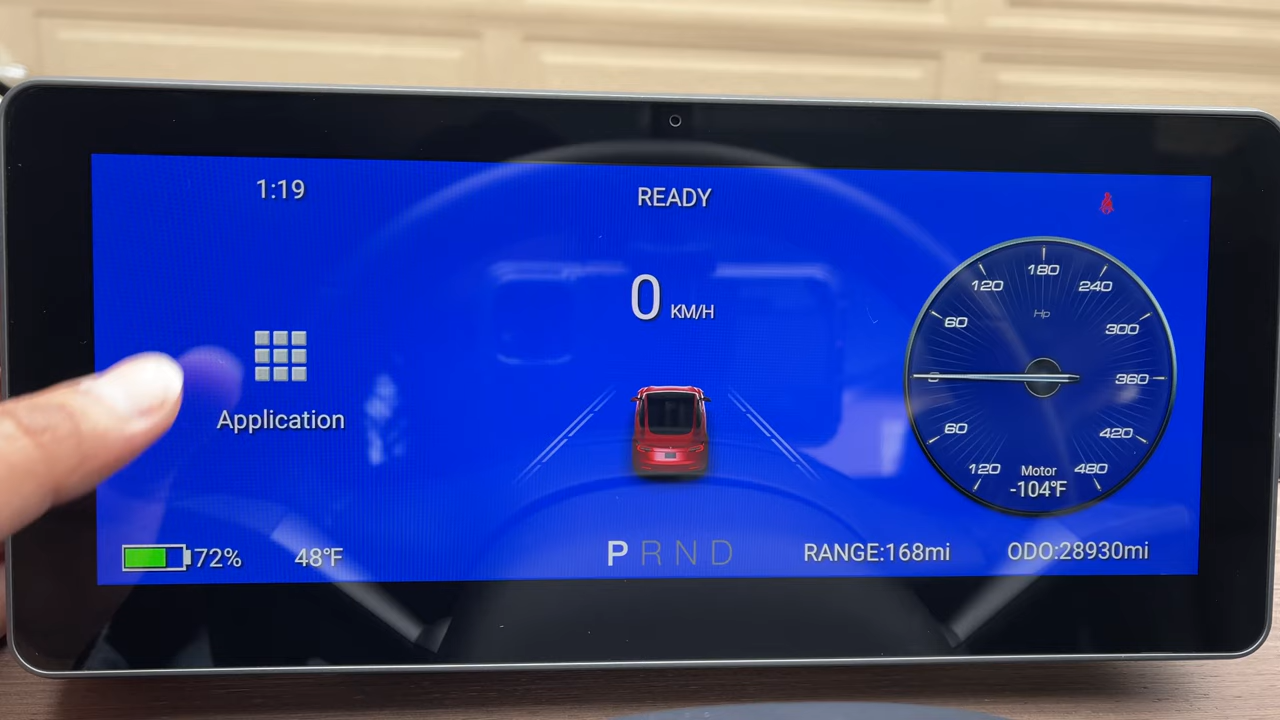 1:19
READY
0 KM/H
Application
180
120
240
Hp
60
300
0
360
60
420
120
480
Motor
-104°F
72%
48°F
P R N D
RANGE:168mi
ODO:28930mi